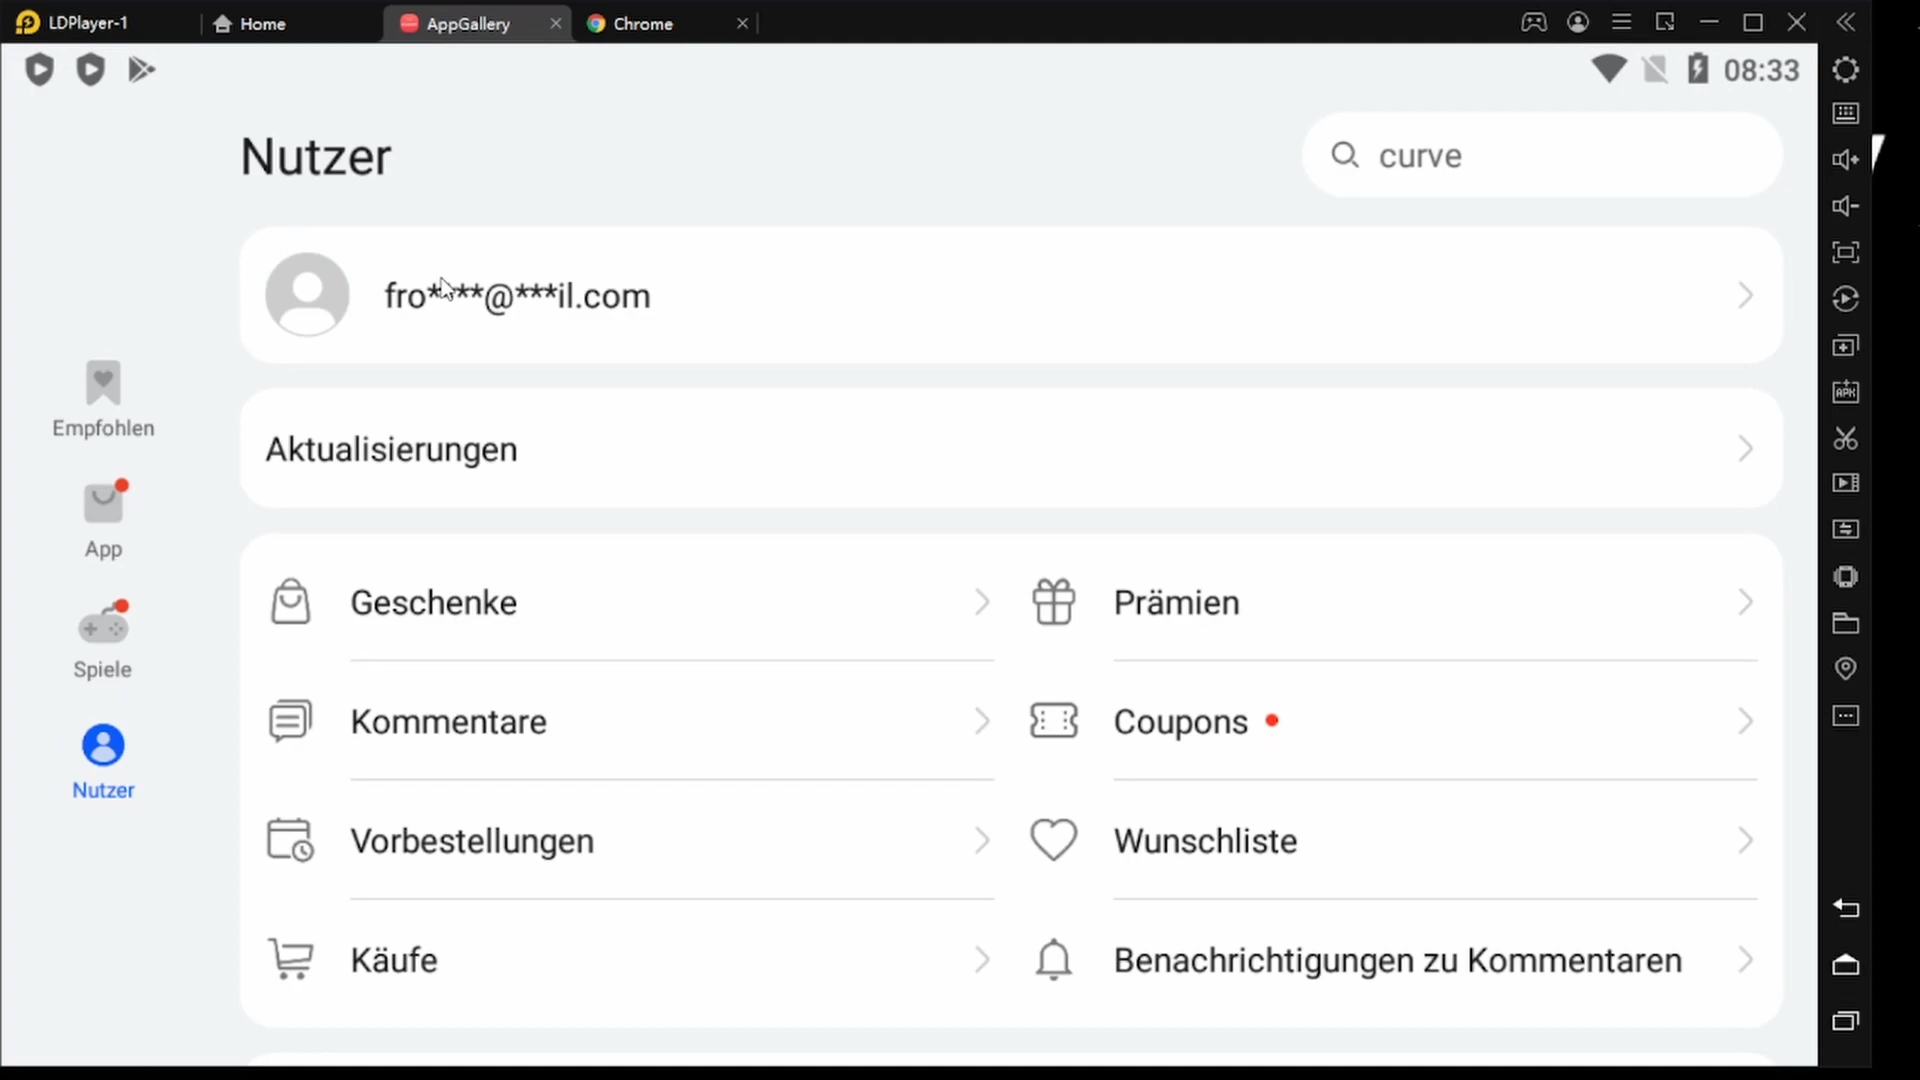 LDPlayer-1
Home
AppGallery
Chrome
08:33
Nutzer
curve
fro****@***il.com
Aktualisierungen
Empfohlen
App
Spiele
Nutzer
Geschenke
Prämien
Kommentare
Coupons
Vorbestellungen
Wunschliste
Käufe
Benachrichtigungen zu Kommentaren
APK